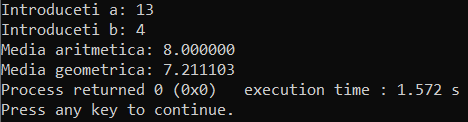 Introduceti a: 13
Introduceti b: 4
Media aritmetica: 8.000000
Media geometrica: 7.211103
Process returned 0 (0x0)   execution time : 1.572 s
Press any key to continue.